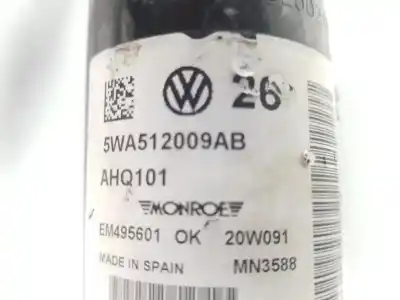 26
5WA512009AB
AHQ101
MONROE
EM495601 OK 20W091
MADE IN SPAIN MN3588